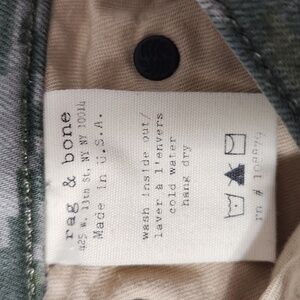 rag & bone
425 w. 13th St, NY NY 10014
Made in U.S.A.
wash inside out/
laver à l'envers
cold water
hang dry
rn #